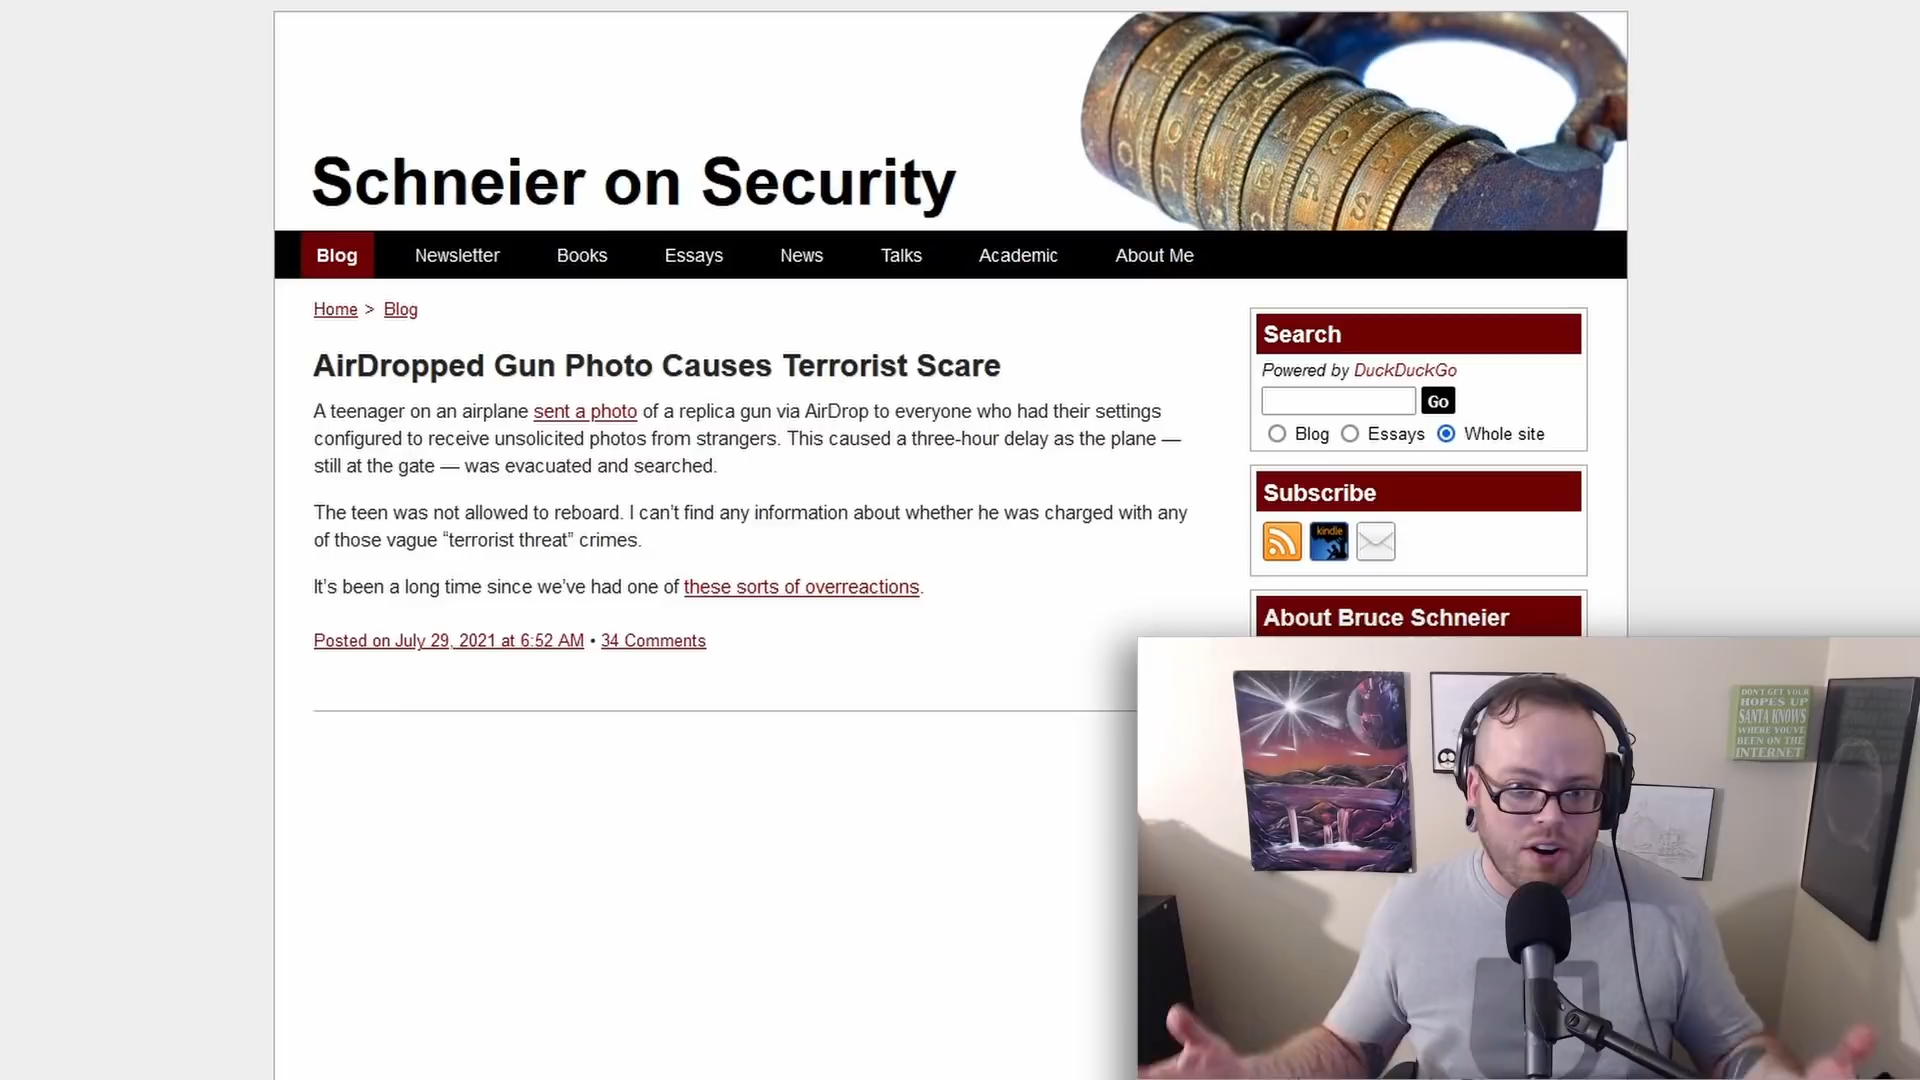 Schneier on Security
Blog Newsletter Books Essays News Talks Academic About Me
Home > Blog
AirDropped Gun Photo Causes Terrorist Scare
A teenager on an airplane sent a photo of a replica gun via AirDrop to everyone who had their settings
configured to receive unsolicited photos from strangers. This caused a three-hour delay as the plane —
still at the gate — was evacuated and searched.
The teen was not allowed to reboard. I can’t find any information about whether he was charged with any
of those vague “terrorist threat” crimes.
It’s been a long time since we’ve had one of these sorts of overreactions.
Posted on July 29, 2021 at 6:52 AM • 34 Comments
Search
Powered by DuckDuckGo
Go
Blog Essays Whole site
Subscribe
kindle
About Bruce Schneier
DON'T GET YOUR
HOPES UP
SANTA KNOWS
WHERE YOU'VE
BEEN ON THE
INTERNET